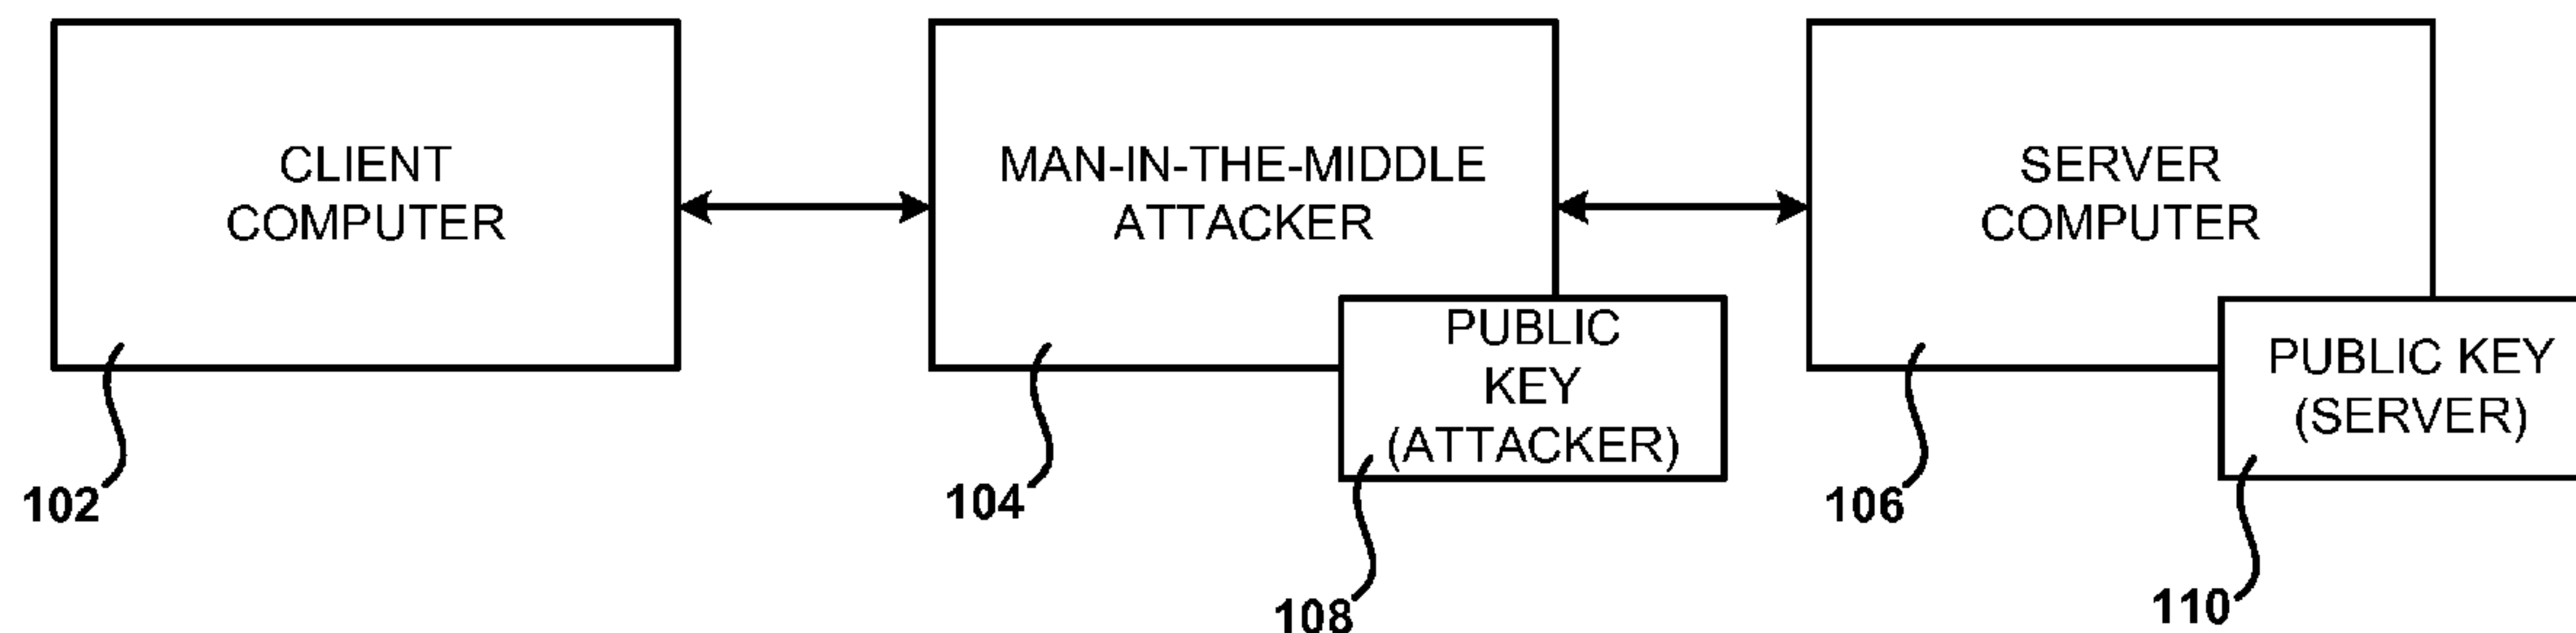 CLIENT
COMPUTER
MAN-IN-THE-MIDDLE
ATTACKER
SERVER
COMPUTER
PUBLIC
KEY
(ATTACKER)
PUBLIC KEY
(SERVER)
102
104
106
108
110